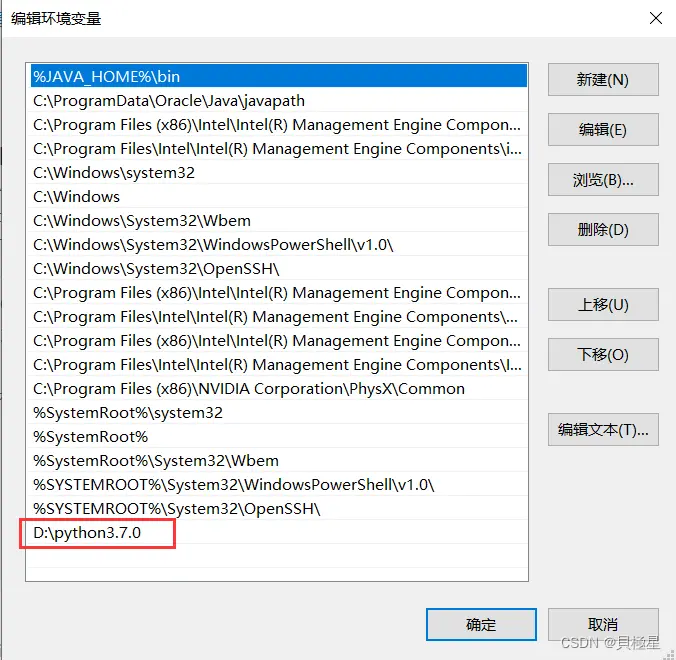 编辑环境变量
%JAVA_HOME%\bin
C:\ProgramData\Oracle\Java\javapath
C:\Program Files (x86)\Intel\Intel(R) Management Engine Compon...
C:\Program Files\Intel\Intel(R) Management Engine Components\i...
C:\Windows\system32
C:\Windows
C:\Windows\System32\Wbem
C:\Windows\System32\WindowsPowerShell\v1.0\
C:\Windows\System32\OpenSSH\
C:\Program Files (x86)\Intel\Intel(R) Management Engine Compon...
C:\Program Files\Intel\Intel(R) Management Engine Components\...
C:\Program Files (x86)\Intel\Intel(R) Management Engine Compon...
C:\Program Files\Intel\Intel(R) Management Engine Components\I...
C:\Program Files (x86)\NVIDIA Corporation\PhysX\Common
%SystemRoot%\system32
%SystemRoot%
%SystemRoot%\System32\Wbem
%SYSTEMROOT%\System32\WindowsPowerShell\v1.0\
%SYSTEMROOT%\System32\OpenSSH\
D:\python3.7.0
新建(N)
编辑(E)
浏览(B)...
删除(D)
上移(U)
下移(O)
编辑文本(T)...
确定
取消
CSDN @貝極星